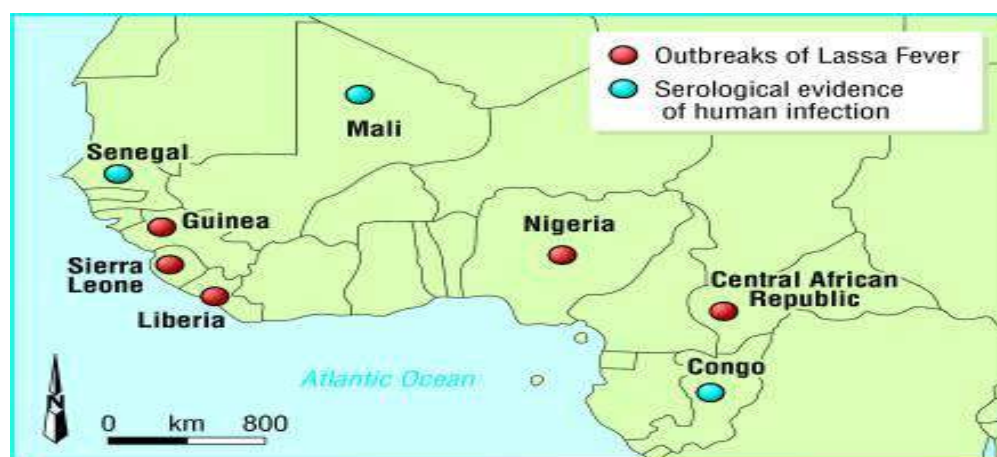 Outbreaks of Lassa Fever
Serological evidence
of human infection
Mali
Senegal
Guinea
Nigeria
Sierra
Leone
Central African
Republic
Liberia
Congo
Atlantic Ocean
N
0 km 800